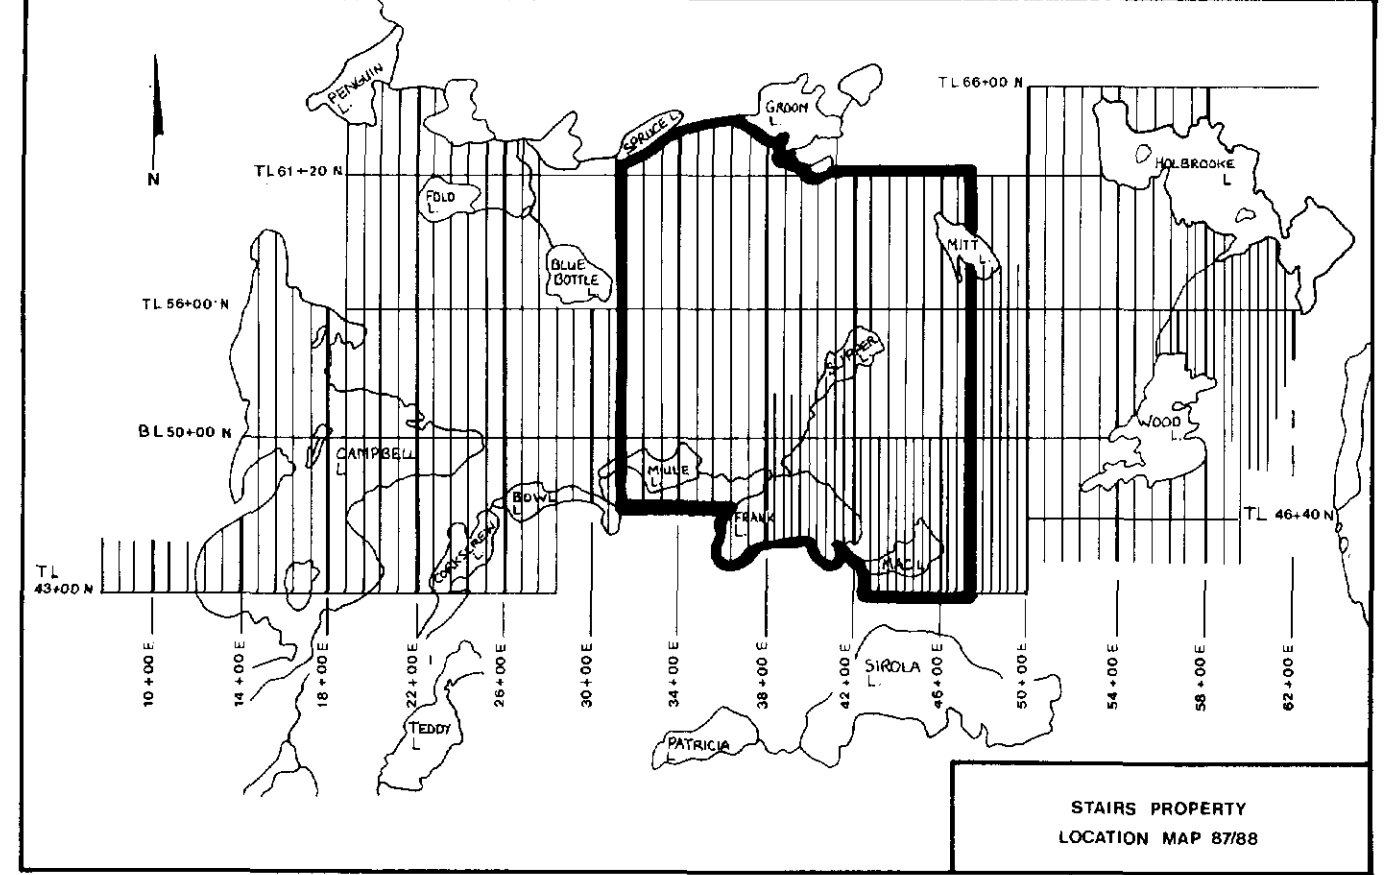 TL 66+00 N
PENGUIN
L.
GROOM
L.
SPRUCE L
HOLBROOKE
L
TL 61+20 N
N
FOLD
L.
MITT
L.
BLUE
BOTTLE
L.
TL 56+00 N
SLIPPER
L.
BL 50+00 N
WOOD
L.
CAMPBELL
L
MULE
L.
BOWL
L
FRANK
L.
TL 46+40 N
CORKSCREW
L.
MAC L.
TL
43+00 N
10+00 E
14+00 E
18+00 E
22+00 E
26+00 E
30+00 E
34+00 E
38+00 E
42+00 E
46+00 E
50+00 E
54+00 E
58+00 E
62+00 E
SIROLA
L.
TEDDY
L
PATRICIA
L
STAIRS PROPERTY
LOCATION MAP 87/88